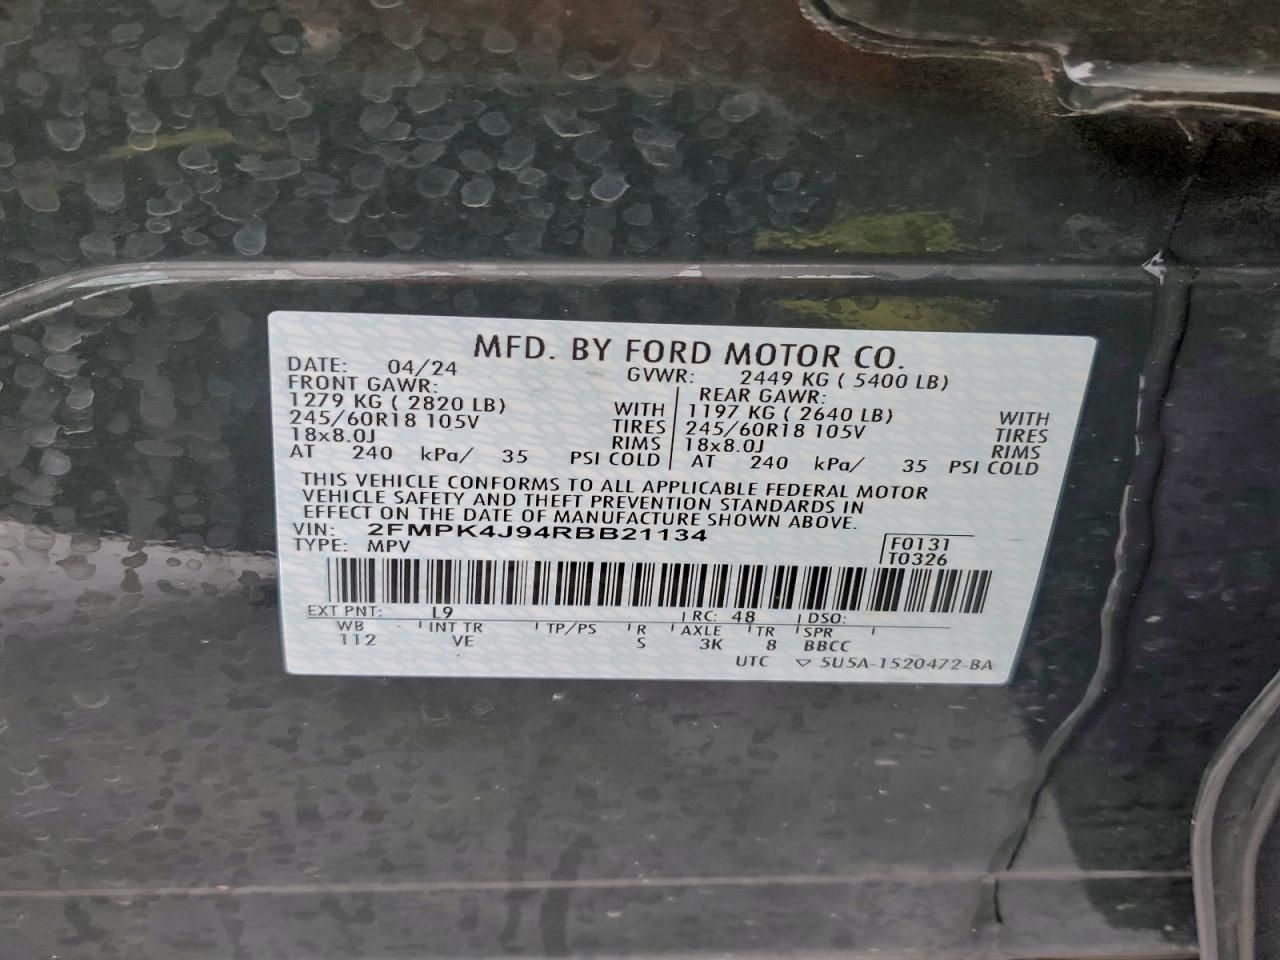 MFD. BY FORD MOTOR CO.
DATE: 04/24 GVWR: 2449 KG ( 5400 LB)
FRONT GAWR: REAR GAWR:
1279 KG ( 2820 LB) WITH 1197 KG ( 2640 LB) WITH
245/60R18 105V TIRES 245/60R18 105V TIRES
18x8.0J RIMS 18x8.0J RIMS
AT 240 kPa/ 35 PSI COLD AT 240 kPa/ 35 PSI COLD
THIS VEHICLE CONFORMS TO ALL APPLICABLE FEDERAL MOTOR
VEHICLE SAFETY AND THEFT PREVENTION STANDARDS IN
EFFECT ON THE DATE OF MANUFACTURE SHOWN ABOVE.
VIN: 2FMPK4J94RBB21134
TYPE: MPV F0131
T0326
EXT PNT: L9 RC: 48 DSO:
WB INT TR TP/PS R AXLE TR SPR
112 VE S 3K 8 BBCC
UTC ▽ 5U5A-1520472-BA